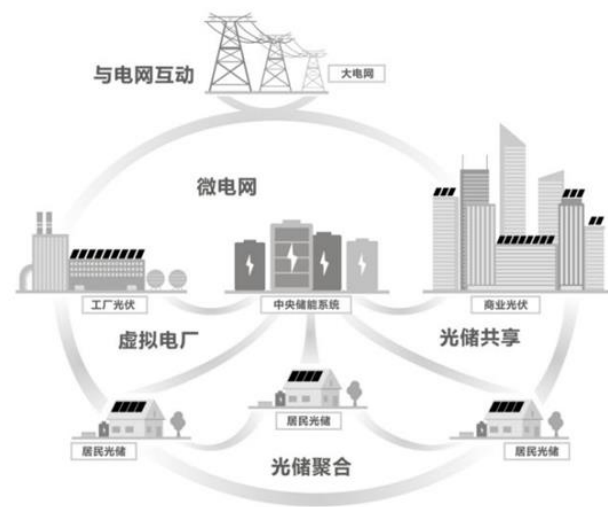 与电网互动
大电网
微电网
工厂光伏
中央储能系统
商业光伏
虚拟电厂
光储共享
居民光储
居民光储
居民光储
光储聚合